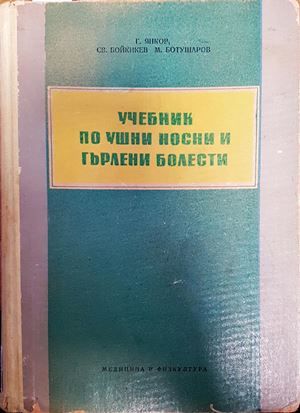 Г. ЯНКОВ,
СВ. БОЙКИКЕВ М. БОТУШАРОВ
УЧЕБНИК
ПО УШНИ НОСНИ И
ГЪРЛЕНИ БОЛЕСТИ
МЕДИЦИНА И ФИЗКУЛТУРА